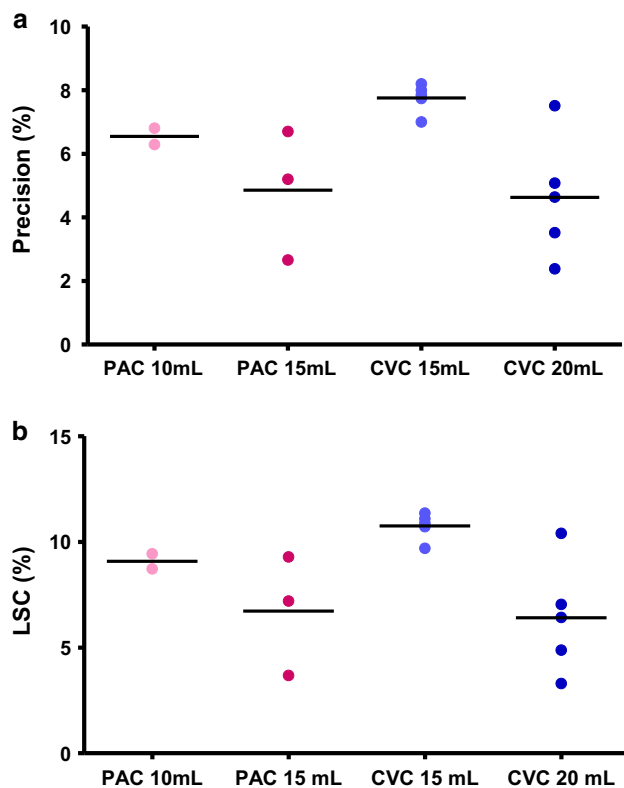 a
10
8
6
4
2
0
Precision (%)
PAC 10mL PAC 15mL CVC 15mL CVC 20mL
b
15
10
5
0
LSC (%)
PAC 10mL PAC 15 mL CVC 15 mL CVC 20 mL